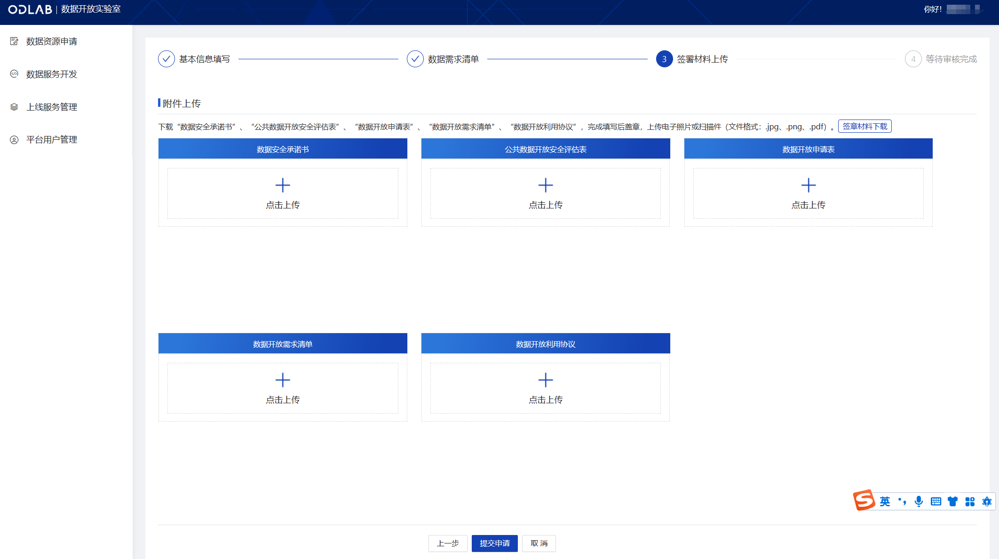 ODLAB | 数据开放实验室
你好!
数据资源申请
数据服务开发
上线服务管理
平台用户管理
基本信息填写
数据需求清单
3 签署材料上传
4 等待审核完成
附件上传
下载“数据安全承诺书”、“公共数据开放安全评估表”、“数据开放申请表”、“数据开放需求清单”、“数据开放利用协议”，完成填写后盖章，上传电子照片或扫描件（文件格式：.jpg、.png、.pdf）。 签章材料下载
数据安全承诺书
公共数据开放安全评估表
数据开放申请表
点击上传
点击上传
点击上传
数据开放需求清单
数据开放利用协议
点击上传
点击上传
S 英
上一步
提交申请
取 消